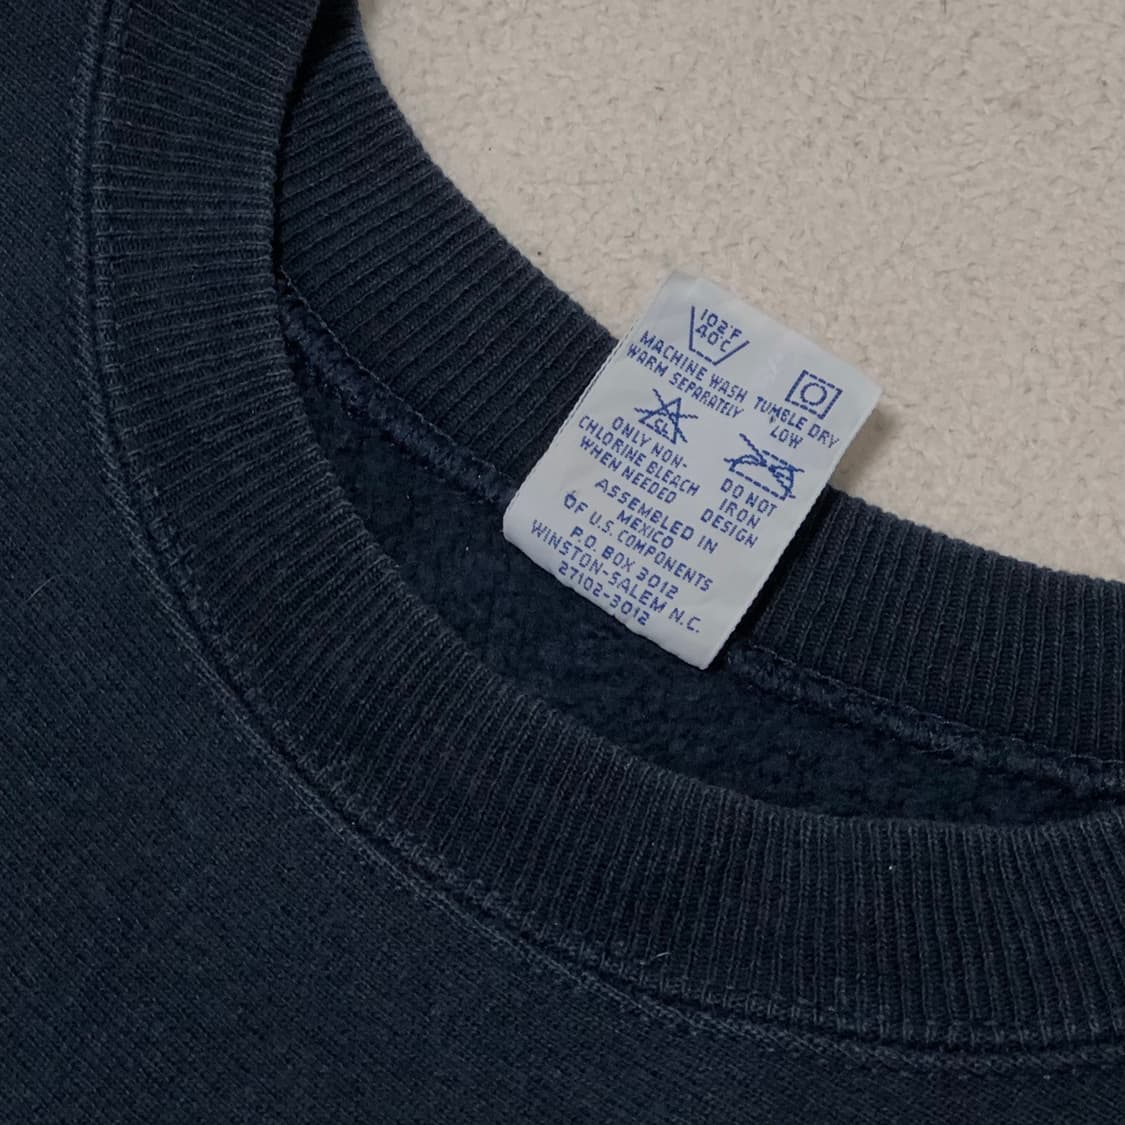 102°F
40°C
MACHINE WASH
WARM SEPARATELY
TUMBLE DRY
LOW
CL
ONLY NON-
CHLORINE BLEACH
WHEN NEEDED
DO NOT
IRON
DESIGN
ASSEMBLED IN
MEXICO
OF U.S. COMPONENTS
P.O. BOX 3012
WINSTON-SALEM N.C.
27102-3012